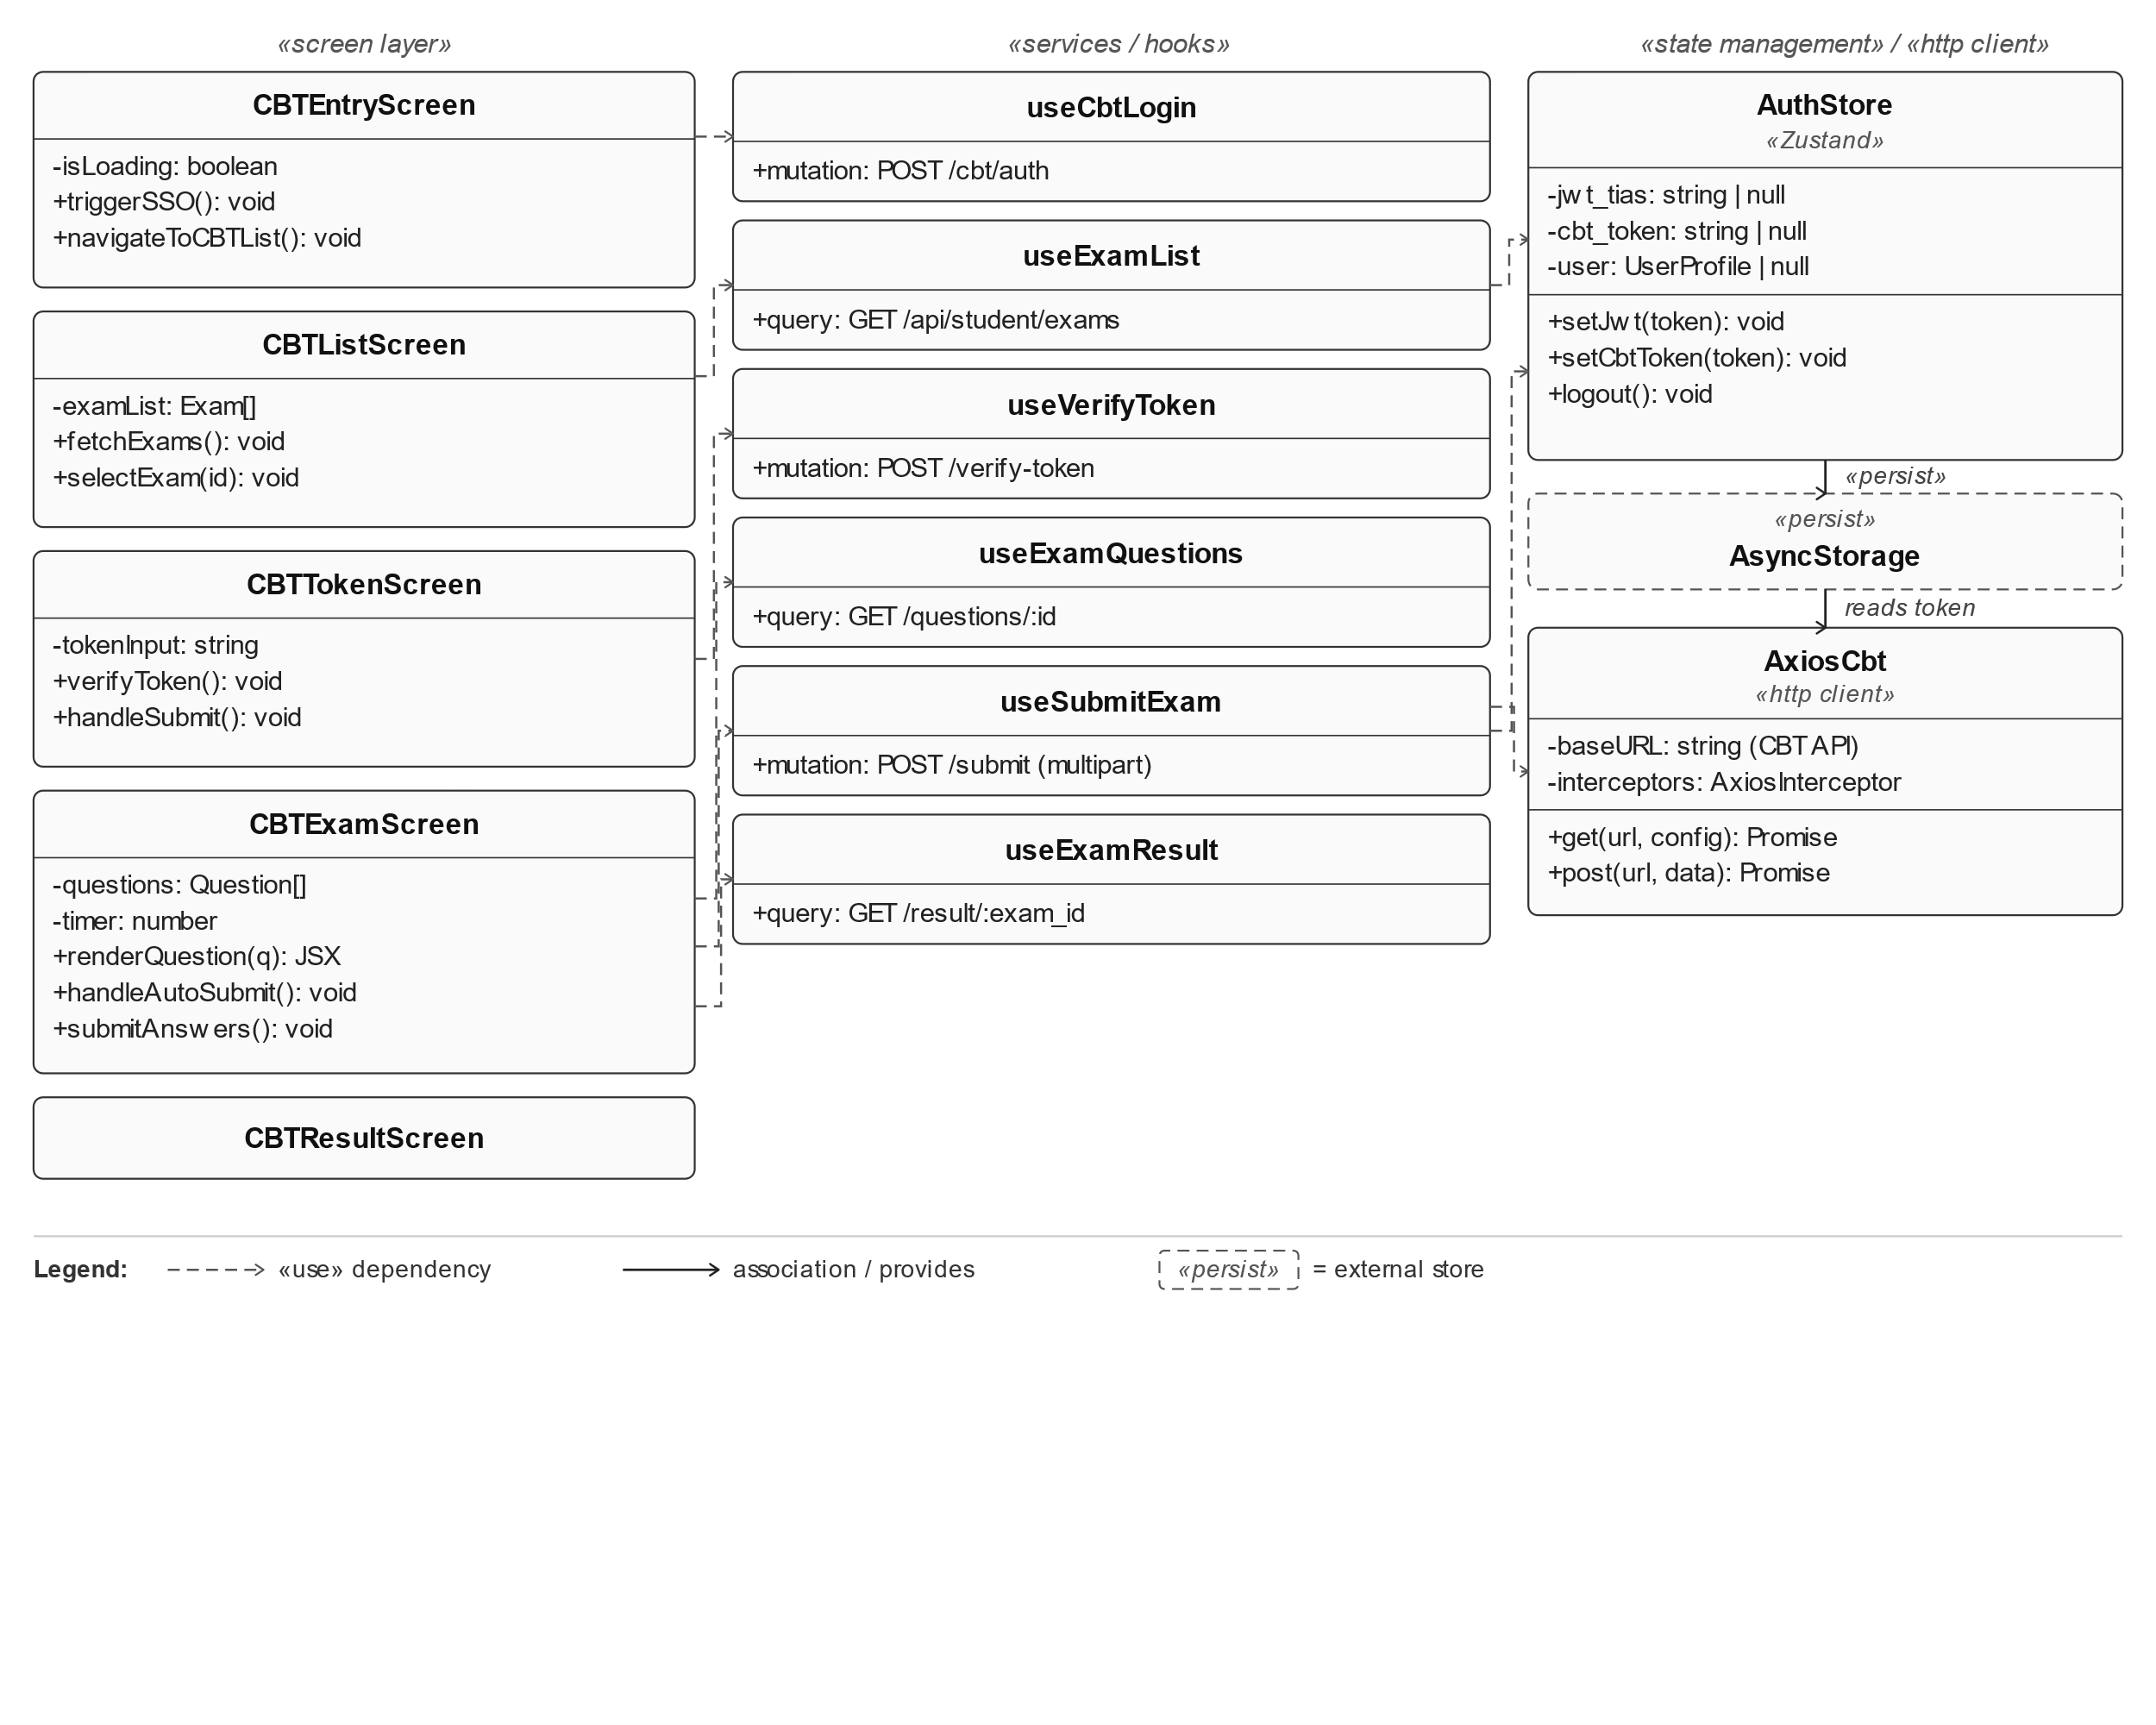 «screen layer»
CBTEntryScreen
-isLoading: boolean
+triggerSSO(): void
+navigateToCBTList(): void
CBTListScreen
-examList: Exam[]
+fetchExams(): void
+selectExam(id): void
CBTTokenScreen
-tokenInput: string
+verifyToken(): void
+handleSubmit(): void
CBTExamScreen
-questions: Question[]
-timer: number
+renderQuestion(q): JSX
+handleAutoSubmit(): void
+submitAnswers(): void
CBTResultScreen
«services / hooks»
useCbtLogin
+mutation: POST /cbt/auth
useExamList
+query: GET /api/student/exams
useVerifyToken
+mutation: POST /verify-token
useExamQuestions
+query: GET /questions/:id
useSubmitExam
+mutation: POST /submit (multipart)
useExamResult
+query: GET /result/:exam_id
«state management» / «http client»
AuthStore
«Zustand»
-jwt_tias: string | null
-cbt_token: string | null
-user: UserProfile | null
+setJwt(token): void
+setCbtToken(token): void
+logout(): void
«persist»
«persist»
AsyncStorage
reads token
AxiosCbt
«http client»
-baseURL: string (CBT API)
-interceptors: AxiosInterceptor
+get(url, config): Promise
+post(url, data): Promise
Legend:
«use» dependency
association / provides
«persist»
= external store